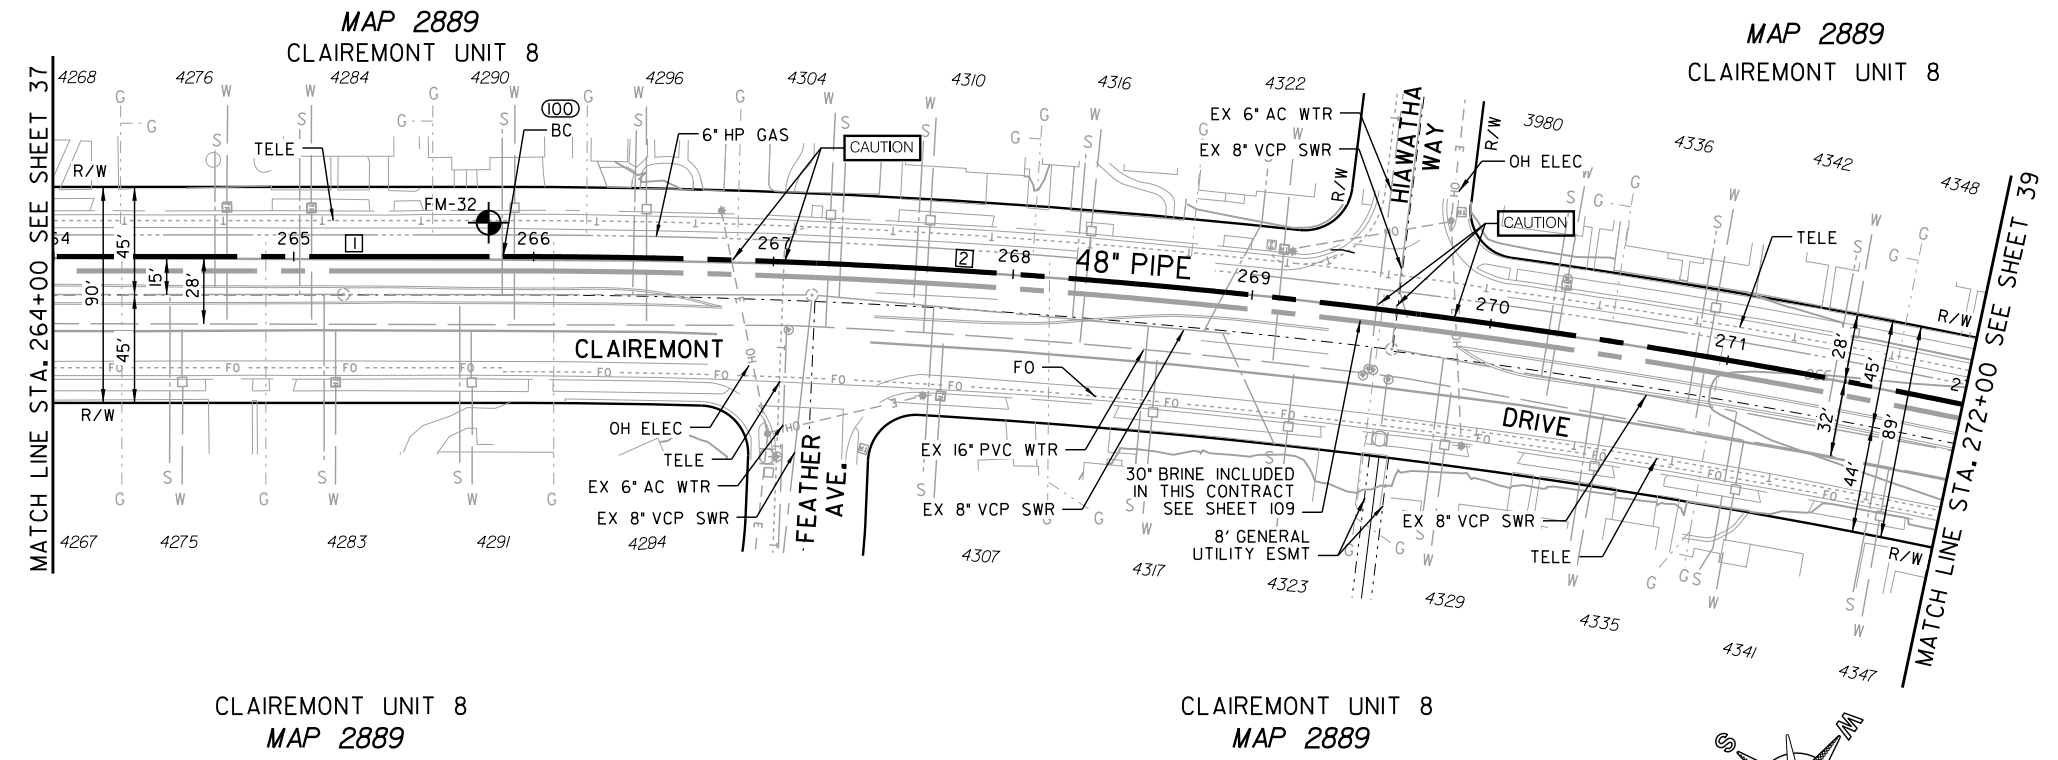 MAP 2889
CLAIREMONT UNIT 8
MAP 2889
CLAIREMONT UNIT 8
4268
4276
4284
4290
4296
4304
4310
4316
4322
3980
4336
4342
4348
MATCH LINE STA. 264+00 SEE SHEET 37
100
BC
TELE
6" HP GAS
CAUTION
EX 6" AC WTR
EX 8" VCP SWR
HIAWATHA
WAY
R/W
R/W
OH ELEC
CAUTION
TELE
R/W
FM-32
64
265
1
266
267
2
268
48" PIPE
269
270
271
R/W
45'
90'
15'
28'
45'
R/W
CLAIREMONT
FO
DRIVE
28'
45'
32'
89'
44'
OH ELEC
TELE
EX 6" AC WTR
EX 8" VCP SWR
FEATHER
AVE.
EX 16" PVC WTR
EX 8" VCP SWR
30" BRINE INCLUDED
IN THIS CONTRACT
SEE SHEET 109
8' GENERAL
UTILITY ESMT
EX 8" VCP SWR
TELE
R/W
MATCH LINE STA. 272+00 SEE SHEET 39
4267
4275
4283
4291
4294
4307
4317
4323
4329
4335
4341
4347
CLAIREMONT UNIT 8
MAP 2889
CLAIREMONT UNIT 8
MAP 2889
S
W